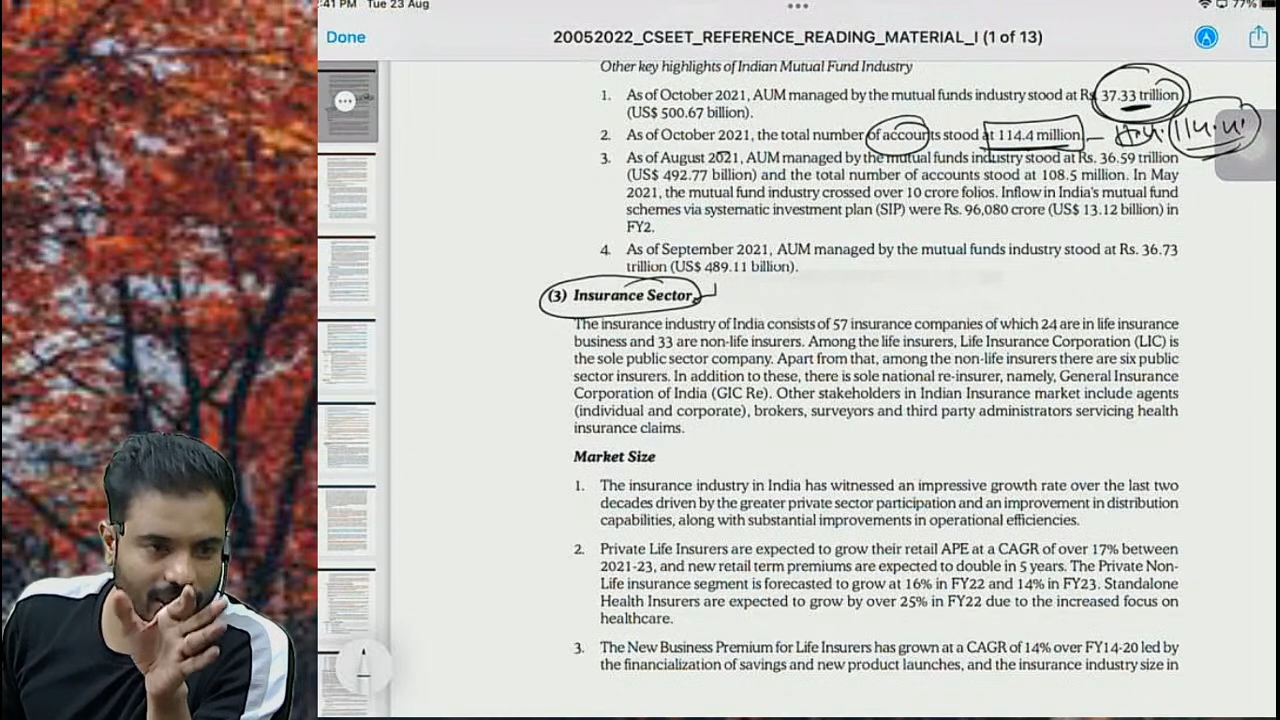 :41 PM Tue 23 Aug
77%
Done
20052022_CSEET_REFERENCE_READING_MATERIAL_I (1 of 13)
Other key highlights of Indian Mutual Fund Industry
1. As of October 2021, AUM managed by the mutual funds industry stood at Rs. 37.33 trillion
(US$ 500.67 billion).
2. As of October 2021, the total number of accounts stood at 114.4 million.
3. As of August 2021, AUM managed by the mutual funds industry stood at Rs. 36.59 trillion
(US$ 492.77 billion) and the total number of accounts stood at 108.5 million. In May
2021, the mutual fund industry crossed over 10 crore folios. Inflow in India's mutual fund
schemes via systematic investment plan (SIP) were Rs. 96,080 crore (US$ 13.12 billion) in
FY2.
4. As of September 2021, AUM managed by the mutual funds industry stood at Rs. 36.73
trillion (US$ 489.11 billion).
(3) Insurance Sector
The insurance industry of India consists of 57 insurance companies of which 24 are in life insurance
business and 33 are non-life insurers. Among the life insurers, Life Insurance Corporation (LIC) is
the sole public sector company. Apart from that, among the non-life insurers there are six public
sector insurers. In addition to these, there is sole national re-insurer, namely, General Insurance
Corporation of India (GIC Re). Other stakeholders in Indian Insurance market include agents
(individual and corporate), brokers, surveyors and third party administrators servicing health
insurance claims.
Market Size
1. The insurance industry in India has witnessed an impressive growth rate over the last two
decades driven by the greater private sector participation and an improvement in distribution
capabilities, along with substantial improvements in operational efficiencies.
2. Private Life Insurers are expected to grow their retail APE at a CAGR of over 17% between
2021-23, and new retail term premiums are expected to double in 5 years. The Private Non-
life insurance segment is expected to grow at 16% in FY22 and in FY23. Standalone
Insurers are expected to grow by over 25% in FY22 due to the increased focus on
healthcare.
3. The New Business Premium for Life Insurers has grown at a CAGR of 14% over FY14-20 led by
the financialization of savings and new product launches, and the insurance industry size in